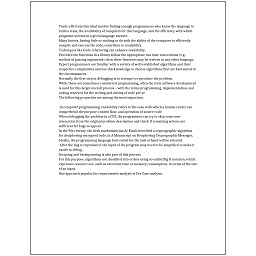 Trade-offs from this ideal involve finding enough programmers who know the language to
build a team, the availability of compilers for that language, and the efficiency with which
programs written in a given language execute.
Many factors, having little or nothing to do with the ability of the computer to efficiently
compile and execute the code, contribute to readability.
Techniques like Code refactoring can enhance readability.
Provided the functions in a library follow the appropriate run-time conventions (e.g.,
method of passing arguments), then these functions may be written in any other language.
Expert programmers are familiar with a variety of well-established algorithms and their
respective complexities and use this knowledge to choose algorithms that are best suited to
the circumstances.
Normally the first step in debugging is to attempt to reproduce the problem.
While these are sometimes considered programming, often the term software development
is used for this larger overall process – with the terms programming, implementation, and
coding reserved for the writing and editing of code per se.
The following properties are among the most important:

In computer programming, readability refers to the ease with which a human reader can
comprehend the purpose, control flow, and operation of source code.
When debugging the problem in a GUI, the programmer can try to skip some user
interaction from the original problem description and check if remaining actions are
sufficient for bugs to appear.
In the 9th century, the Arab mathematician Al-Kindi described a cryptographic algorithm
for deciphering encrypted code, in A Manuscript on Deciphering Cryptographic Messages.
Ideally, the programming language best suited for the task at hand will be selected.
After the bug is reproduced, the input of the program may need to be simplified to make it
easier to debug.
Scripting and breakpointing is also part of this process.
For this purpose, algorithms are classified into orders using so-called Big O notation, which
expresses resource use, such as execution time or memory consumption, in terms of the size
of an input.
One approach popular for requirements analysis is Use Case analysis.